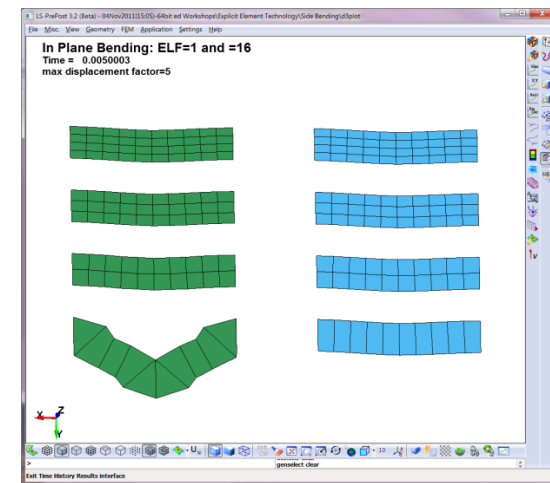 LS-PrePost 3.2 (Beta) - 04Nov2011(15:05)-64bit ed Workshops\Explicit Element Technology\Side Bending\d3plot
File Misc. View Geometry FEM Application Settings Help
In Plane Bending: ELF=1 and =16
Time = 0.0050003
max displacement factor=5
X Z
Y
>
genselect clear
Exit Time History Results interface